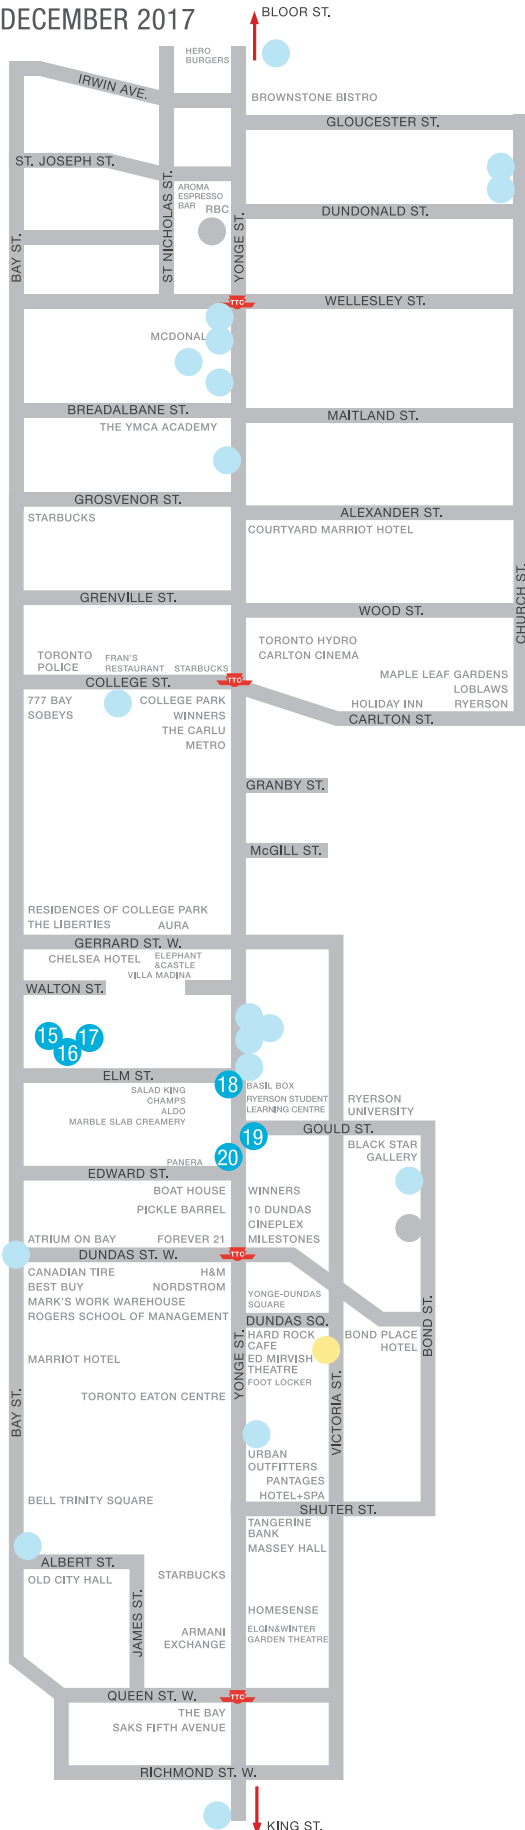 DECEMBER 2017
BLOOR ST.
HERO
BURGERS
IRWIN AVE.
BROWNSTONE BISTRO
GLOUCESTER ST.
ST. JOSEPH ST.
AROMA
ESPRESSO
BAR
RBC
DUNDONALD ST.
ST NICHOLAS ST.
YONGE ST.
BAY ST.
TTC
WELLESLEY ST.
MCDONAL
BREADALBANE ST.
MAITLAND ST.
THE YMCA ACADEMY
GROSVENOR ST.
STARBUCKS
ALEXANDER ST.
COURTYARD MARRIOT HOTEL
CHURCH ST.
GRENVILLE ST.
WOOD ST.
TORONTO HYDRO
CARLTON CINEMA
TORONTO
POLICE
FRAN'S
RESTAURANT
STARBUCKS
COLLEGE ST.
TTC
MAPLE LEAF GARDENS
LOBLAWS
HOLIDAY INN
RYERSON
CARLTON ST.
777 BAY
SOBEYS
COLLEGE PARK
WINNERS
THE CARLU
METRO
GRANBY ST.
McGILL ST.
RESIDENCES OF COLLEGE PARK
THE LIBERTIES
AURA
GERRARD ST. W.
CHELSEA HOTEL
ELEPHANT
&CASTLE
VILLA MADINA
WALTON ST.
15
16
17
ELM ST.
18
BASIL BOX
RYERSON STUDENT
LEARNING CENTRE
RYERSON
UNIVERSITY
SALAD KING
CHAMPS
ALDO
MARBLE SLAB CREAMERY
19
GOULD ST.
BLACK STAR
GALLERY
20
PANERA
EDWARD ST.
BOAT HOUSE
PICKLE BARREL
WINNERS
10 DUNDAS
CINEPLEX
MILESTONES
ATRIUM ON BAY
FOREVER 21
DUNDAS ST. W.
TTC
CANADIAN TIRE
BEST BUY
H&M
NORDSTROM
MARK'S WORK WAREHOUSE
ROGERS SCHOOL OF MANAGEMENT
YONGE-DUNDAS
SQUARE
DUNDAS SQ.
HARD ROCK
CAFE
ED MIRVISH
THEATRE
FOOT LOCKER
BOND PLACE
HOTEL
BOND ST.
MARRIOT HOTEL
YONGE ST.
TORONTO EATON CENTRE
BAY ST.
VICTORIA ST.
URBAN
OUTFITTERS
PANTAGES
HOTEL+SPA
BELL TRINITY SQUARE
SHUTER ST.
TANGERINE
BANK
MASSEY HALL
ALBERT ST.
OLD CITY HALL
STARBUCKS
JAMES ST.
HOMESENSE
ARMANI
EXCHANGE
ELGIN&WINTER
GARDEN THEATRE
QUEEN ST. W.
TTC
THE BAY
SAKS FIFTH AVENUE
RICHMOND ST. W.
KING ST.